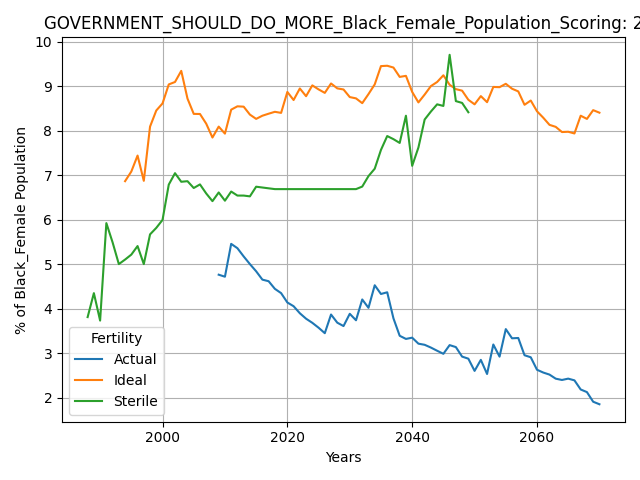 GOVERNMENT_SHOULD_DO_MORE_Black_Female_Population_Scoring: 2
% of Black_Female Population
10
9
8
7
6
5
4
3
2
Fertility
Actual
Ideal
Sterile
2000 2020 2040 2060
Years